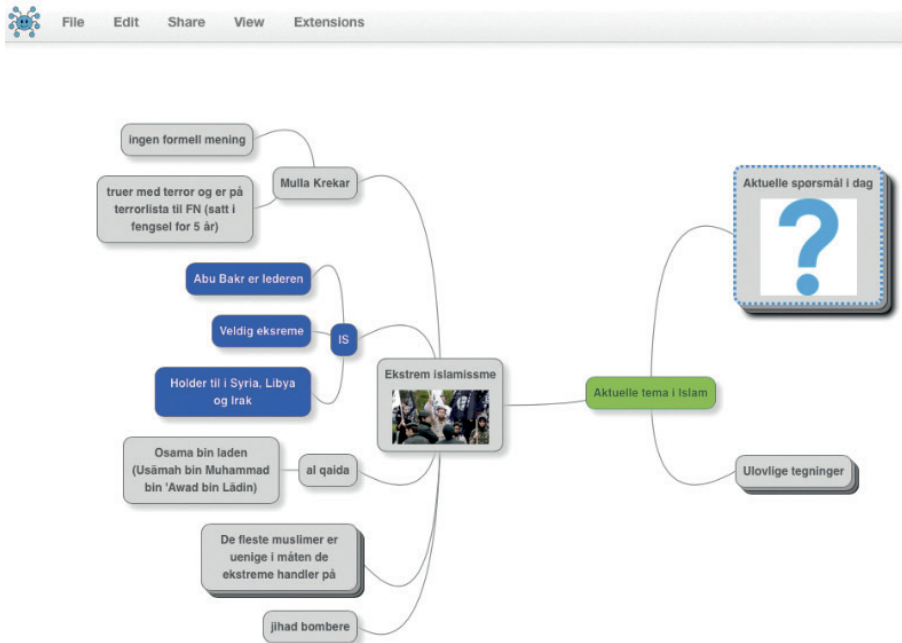 File Edit Share View Extensions
ingen formell mening
Mulla Krekar
truer med terror og er på
terrorlista til FN (satt i
fengsel for 5 år)
Abu Bakr er lederen
Veldig eksreme
IS
Holder til i Syria, Libya
og Irak
Osama bin laden
(Usāmah bin Muhammad
bin 'Awad bin Lādin)
al qaida
De fleste muslimer er
uenige i måten de
ekstreme handler på
jihad bombere
Ekstrem islamissme
Aktuelle tema i Islam
Aktuelle spørsmål i dag
?
Ulovlige tegninger